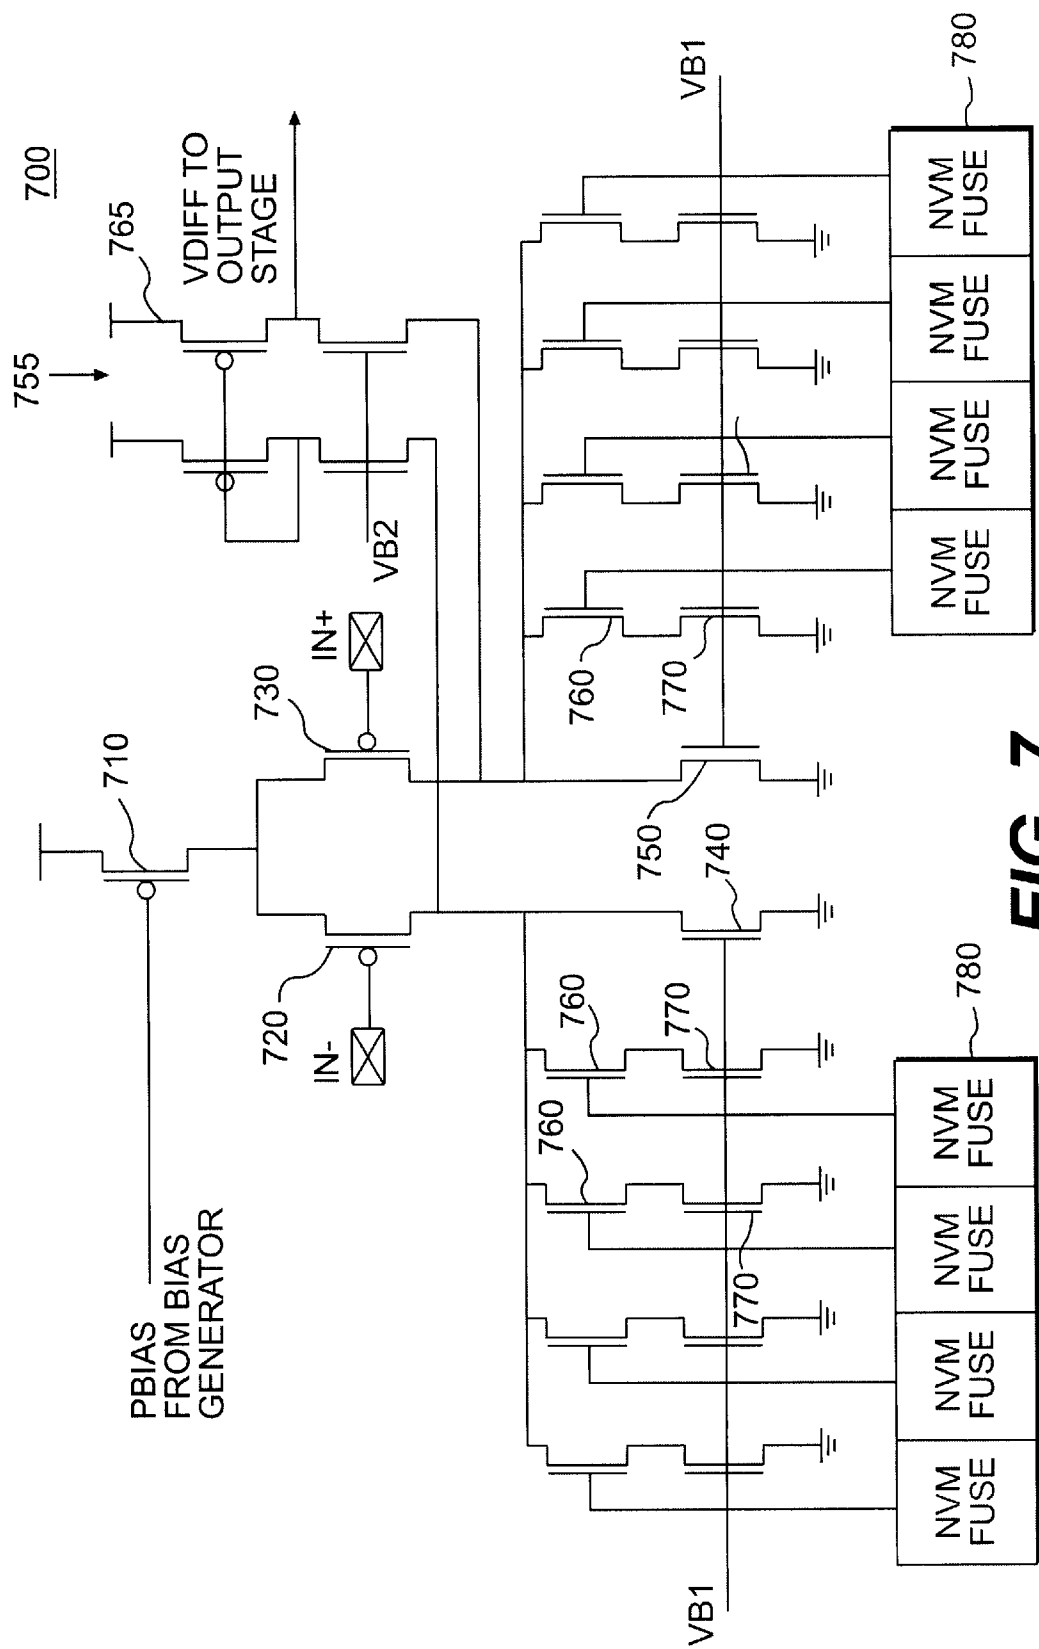 700
755
765
VDIFF TO
OUTPUT
STAGE
710
PBIAS
FROM BIAS
GENERATOR
VB2
720
IN-
730
IN+
760
760
770
770
740
750
760
770
VB1
VB1
780
NVM
FUSE
NVM
FUSE
NVM
FUSE
NVM
FUSE
780
NVM
FUSE
NVM
FUSE
NVM
FUSE
NVM
FUSE
FIG. 7